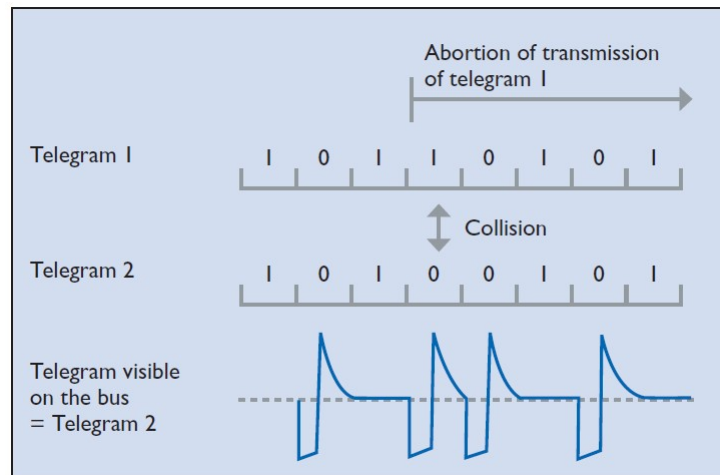 Abortion of transmission
of telegram 1
Telegram 1
1 0 1 1 0 1 0 1
Collision
Telegram 2
1 0 1 0 0 1 0 1
Telegram visible
on the bus
= Telegram 2